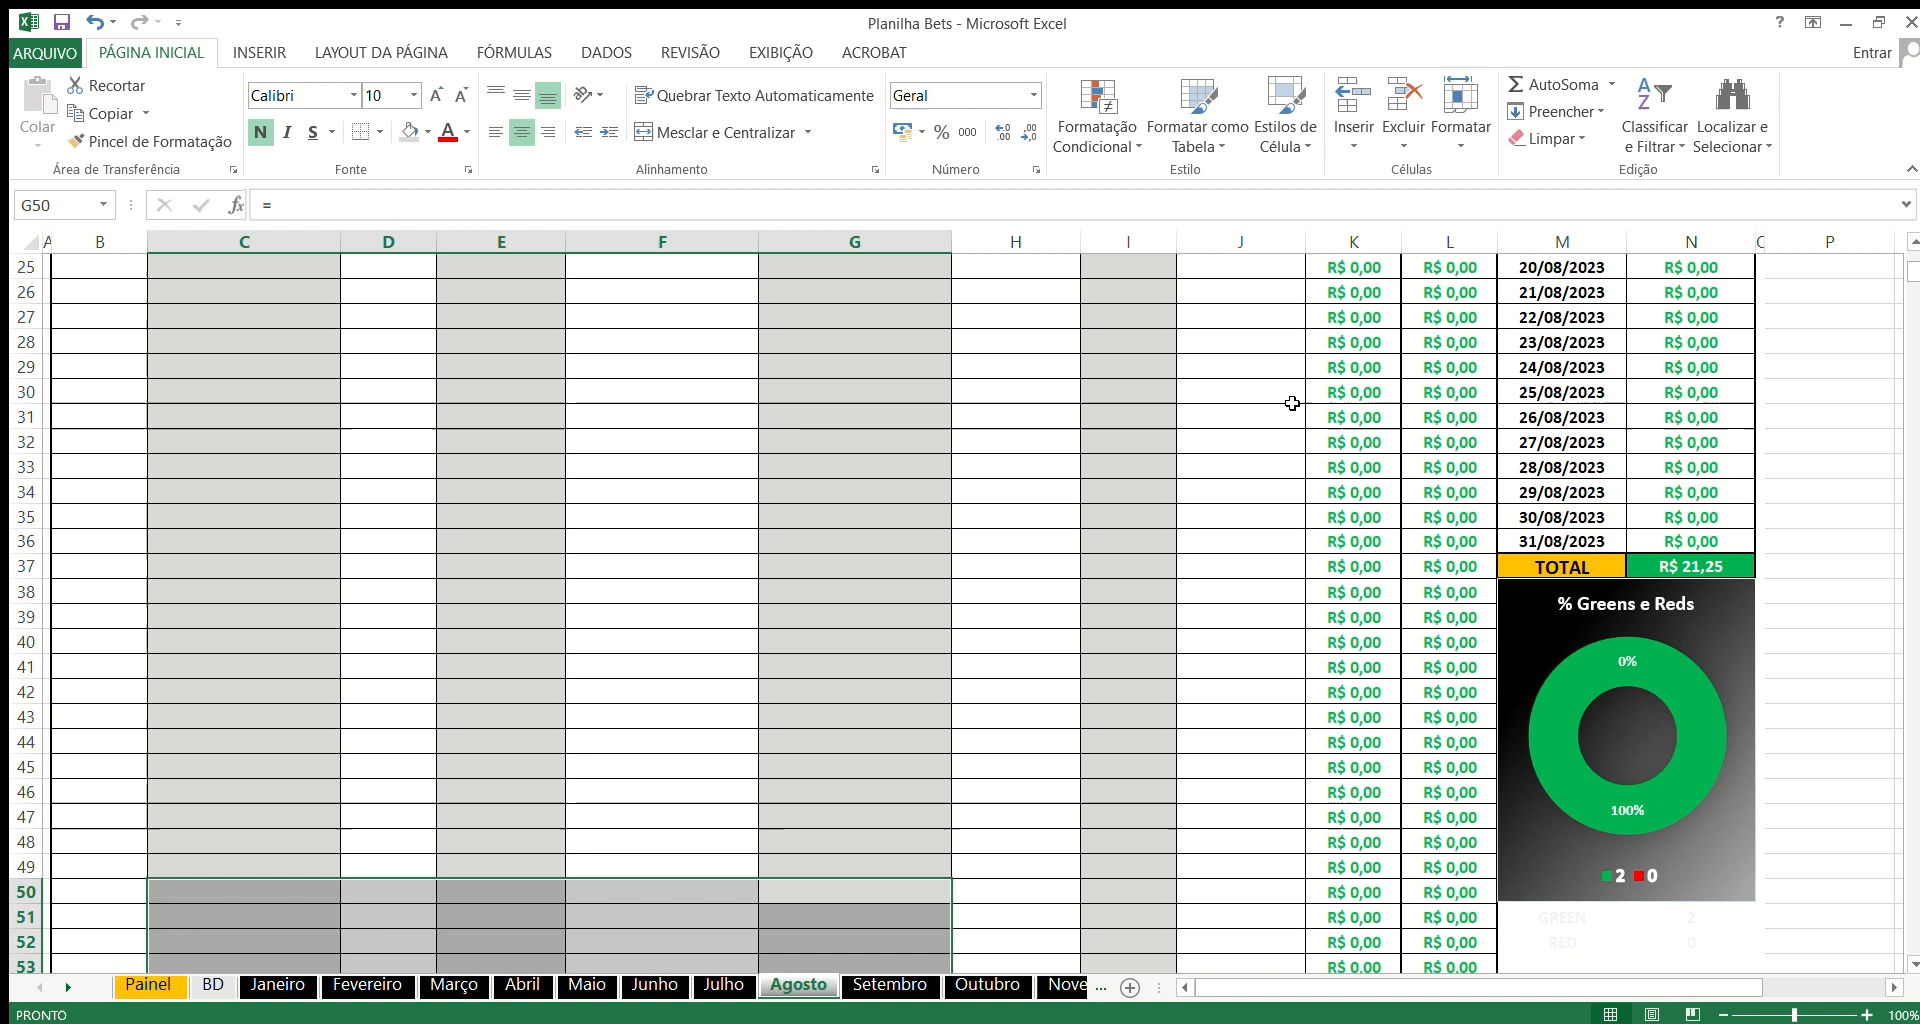 Planilha Bets - Microsoft Excel
?
ARQUIVO PÁGINA INICIAL INSERIR LAYOUT DA PÁGINA FÓRMULAS DADOS REVISÃO EXIBIÇÃO ACROBAT Entrar
Colar
Recortar
Copiar
Pincel de Formatação
Área de Transferência
Calibri 10
N I S A
Fonte
Quebrar Texto Automaticamente
Mesclar e Centralizar
Alinhamento
Geral
% 000 ,00 ,00
Número
Formatação Condicional
Formatar como Tabela
Estilos de Célula
Estilo
Inserir Excluir Formatar
Células
AutoSoma
Preencher
Limpar
Classificar e Filtrar
Localizar e Selecionar
Edição
G50 fx =
A B C D E F G H I J K L M N O P
25 R$ 0,00 R$ 0,00 20/08/2023 R$ 0,00
26 R$ 0,00 R$ 0,00 21/08/2023 R$ 0,00
27 R$ 0,00 R$ 0,00 22/08/2023 R$ 0,00
28 R$ 0,00 R$ 0,00 23/08/2023 R$ 0,00
29 R$ 0,00 R$ 0,00 24/08/2023 R$ 0,00
30 R$ 0,00 R$ 0,00 25/08/2023 R$ 0,00
31 R$ 0,00 R$ 0,00 26/08/2023 R$ 0,00
32 R$ 0,00 R$ 0,00 27/08/2023 R$ 0,00
33 R$ 0,00 R$ 0,00 28/08/2023 R$ 0,00
34 R$ 0,00 R$ 0,00 29/08/2023 R$ 0,00
35 R$ 0,00 R$ 0,00 30/08/2023 R$ 0,00
36 R$ 0,00 R$ 0,00 31/08/2023 R$ 0,00
37 R$ 0,00 R$ 0,00 TOTAL R$ 21,25
38 R$ 0,00 R$ 0,00
39 R$ 0,00 R$ 0,00 % Greens e Reds
40 R$ 0,00 R$ 0,00
41 R$ 0,00 R$ 0,00 0%
42 R$ 0,00 R$ 0,00
43 R$ 0,00 R$ 0,00
44 R$ 0,00 R$ 0,00
45 R$ 0,00 R$ 0,00
46 R$ 0,00 R$ 0,00
47 R$ 0,00 R$ 0,00 100%
48 R$ 0,00 R$ 0,00
49 R$ 0,00 R$ 0,00 2 0
50 R$ 0,00 R$ 0,00
51 R$ 0,00 R$ 0,00 GREEN 2
52 R$ 0,00 R$ 0,00 RED 0
53 R$ 0,00 R$ 0,00
Painel BD Janeiro Fevereiro Março Abril Maio Junho Julho Agosto Setembro Outubro Nove ...
PRONTO 100%